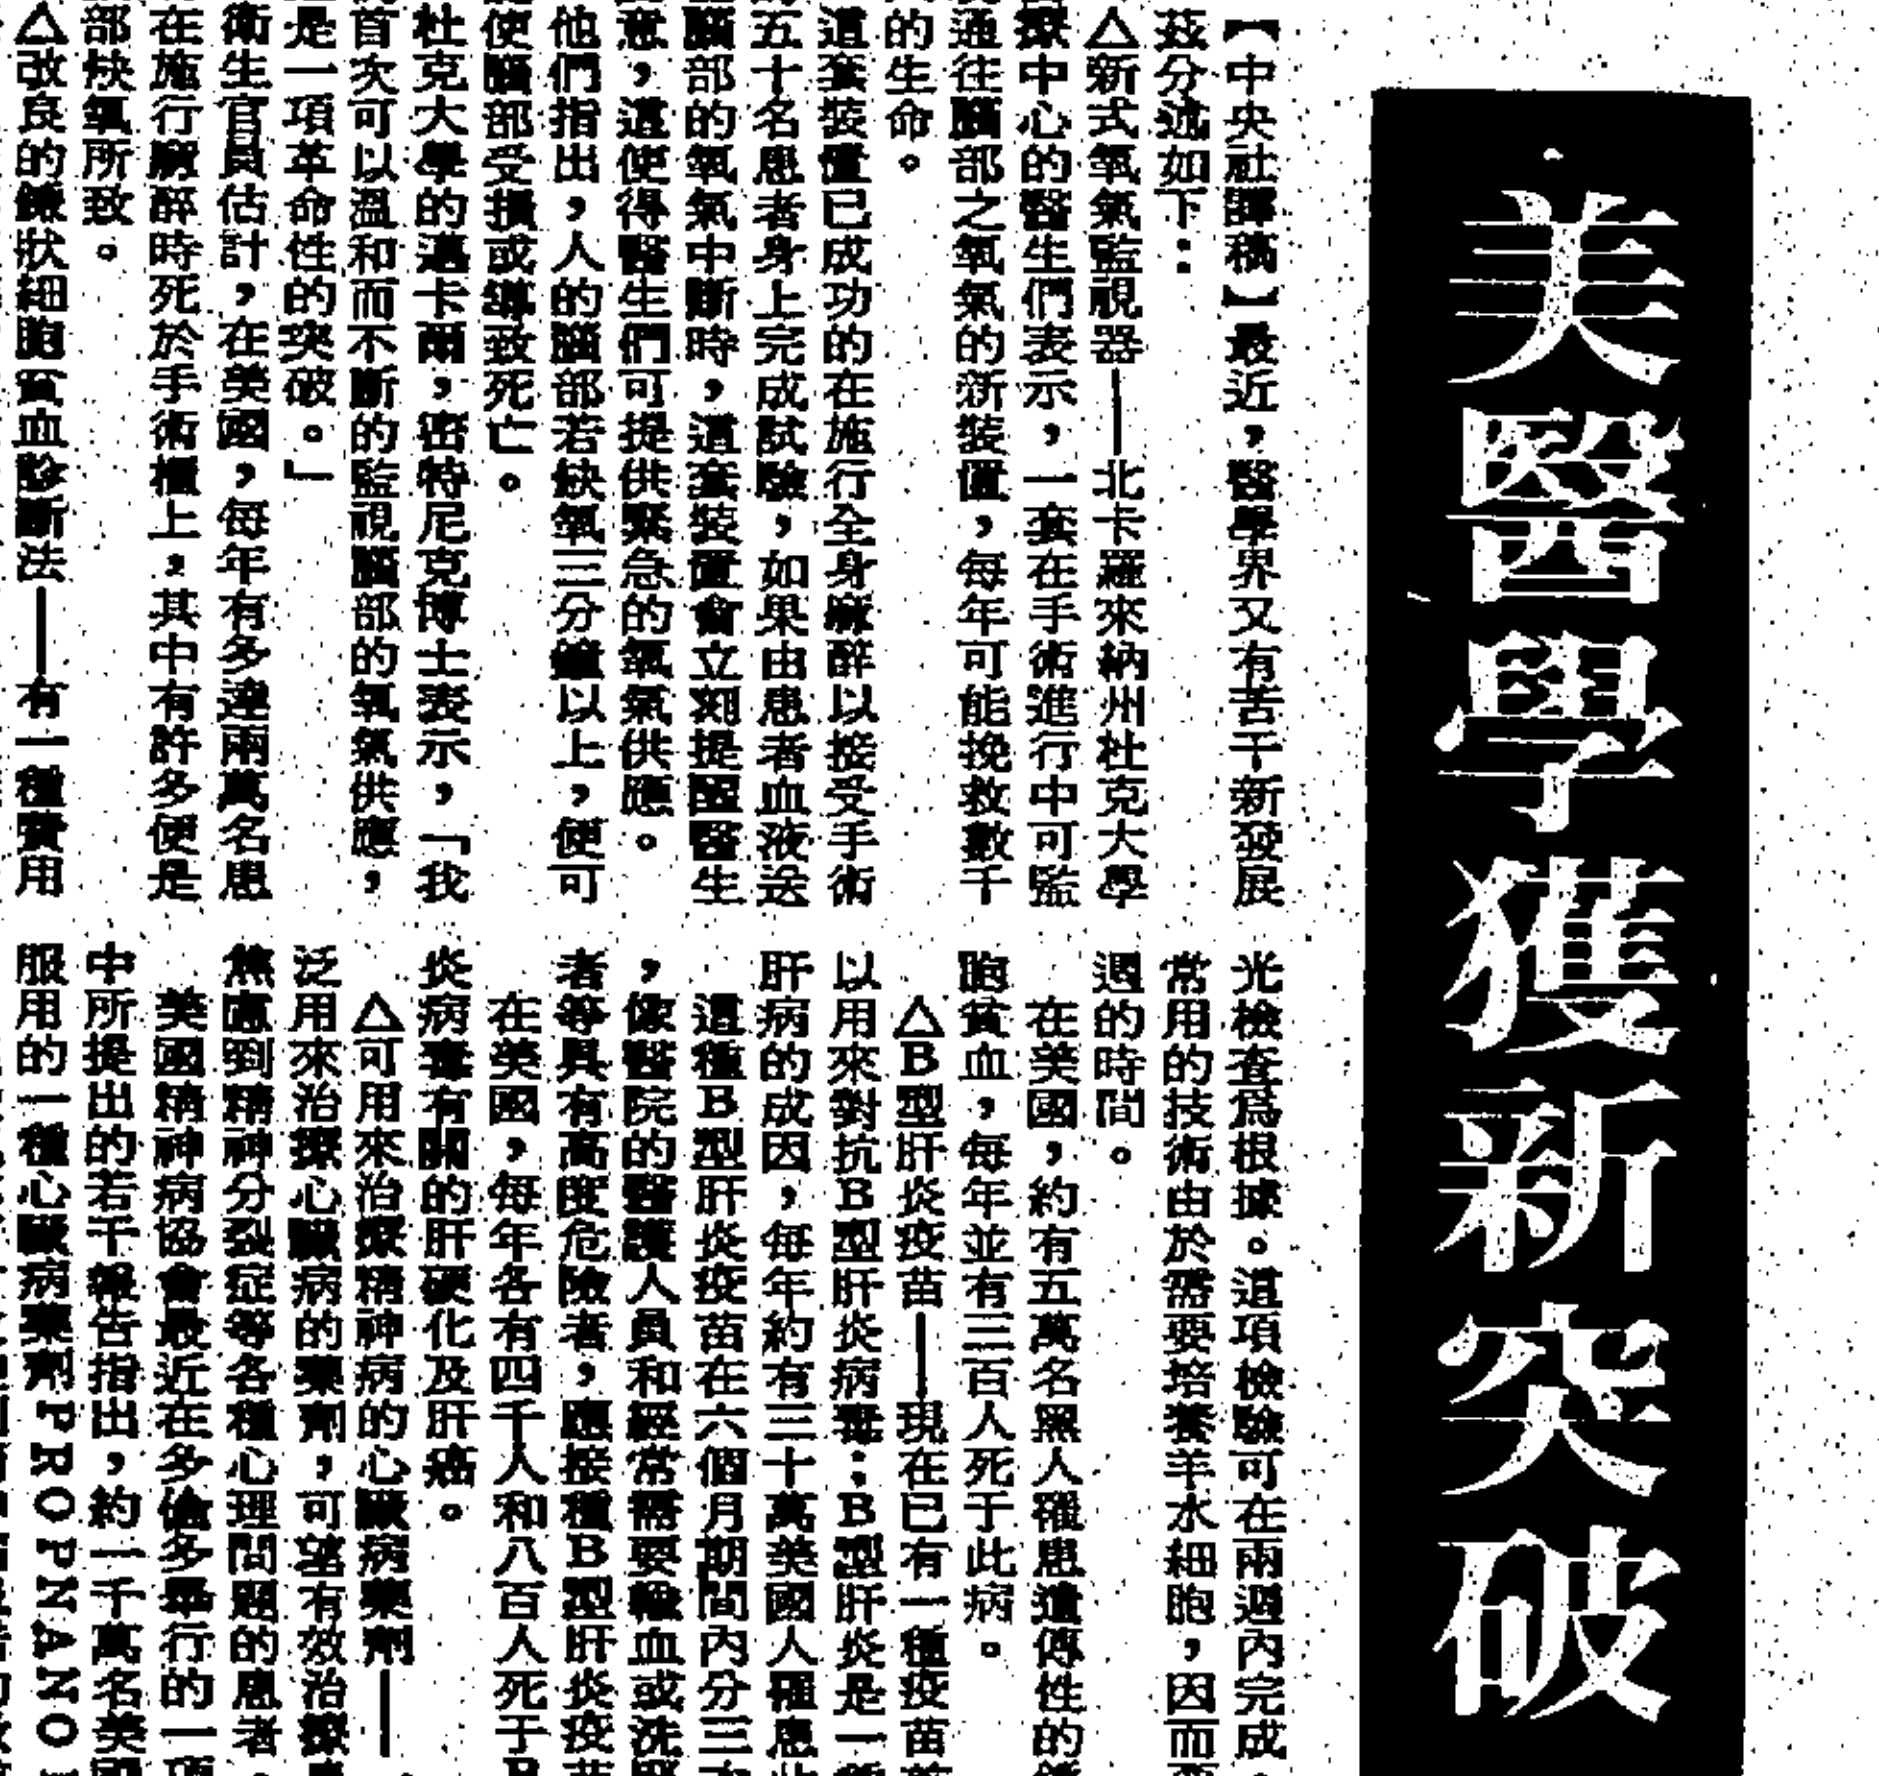 美醫學獲新突破
【中央社譯稿】最近，醫學界又有若干新發展
茲分述如下：
△新式氧氣監視器——北卡羅來納州杜克大學
療中心的醫生們表示，一套在手術進行中可監
通往腦部之氧氣的新裝置，每年可能挽救數千
的生命。
這套裝置已成功的在施行全身麻醉以接受手術
五十名患者身上完成試驗，如果由患者血液送
腦部的氧氣中斷時，這套裝置會立刻提醒醫生
意，這使得醫生們可提供緊急的氧氣供應。
他們指出，人的腦部若缺氧三分鐘以上，便可
使腦部受損或導致死亡。
杜克大學的邁卡爾，密特尼克博士表示，「我
首次可以溫和而不斷的監視腦部的氧氣供應，
是一項革命性的突破。」
衛生官員估計，在美國，每年有多達兩萬名患
在施行麻醉時死於手術檯上，其中有許多便是
部缺氧所致。
△改良的鐮狀細胞貧血診斷法——有一種費用
光檢查為根據。這項檢驗可在兩週內完成，
常用的技術由於需要培養羊水細胞，因而
週的時間。
在美國，約有五萬名黑人罹患遺傳性的
胞貧血，每年並有三百人死于此病。
△B型肝炎疫苗——現在已有一種疫苗
以用來對抗B型肝炎病毒；B型肝炎是一
肝病的成因，每年約有三十萬美國人罹患
這種B型肝炎疫苗在六個月期間內分三
，像醫院的醫護人員和經常需要輸血或洗
者等具有高度危險者，應接種B型肝炎疫
在美國，每年各有四千人和八百人死于
炎病毒有關的肝硬化及肝癌。
△可用來治療精神病的心臟病藥劑——
泛用來治療心臟病的藥劑，可望有效治療
焦慮到精神分裂症等各種心理問題的患者，
美國精神病協會最近在多倫多舉行的一項
中所提出的若干報告指出，約一千萬名美
服用的一種心臟病藥劑PROPNANO